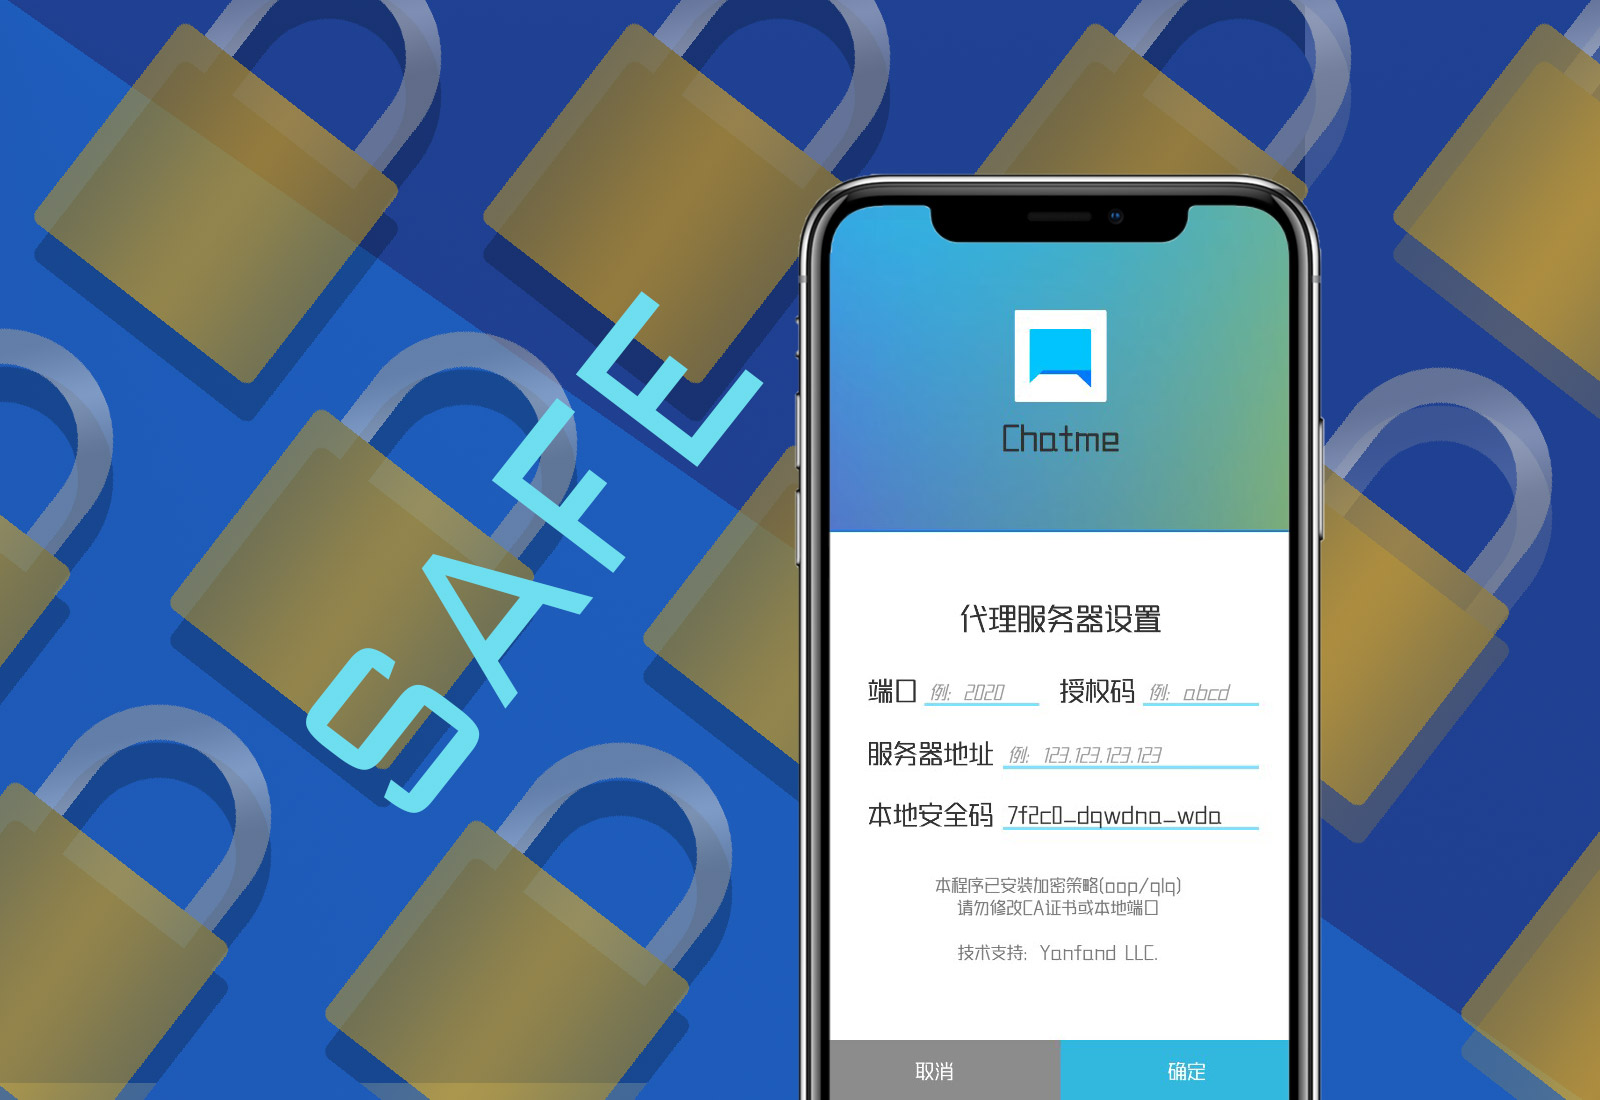 SAFE
Chatme
代理服务器设置
端口 例: 2020 授权码 例: abcd
服务器地址 例: 123.123.123.123
本地安全码 7f2c0_dqwdna_wda
本程序已安装加密策略(oop/qlq)
请勿修改CA证书或本地端口
技术支持: Yanfand LLC.
取消 确定